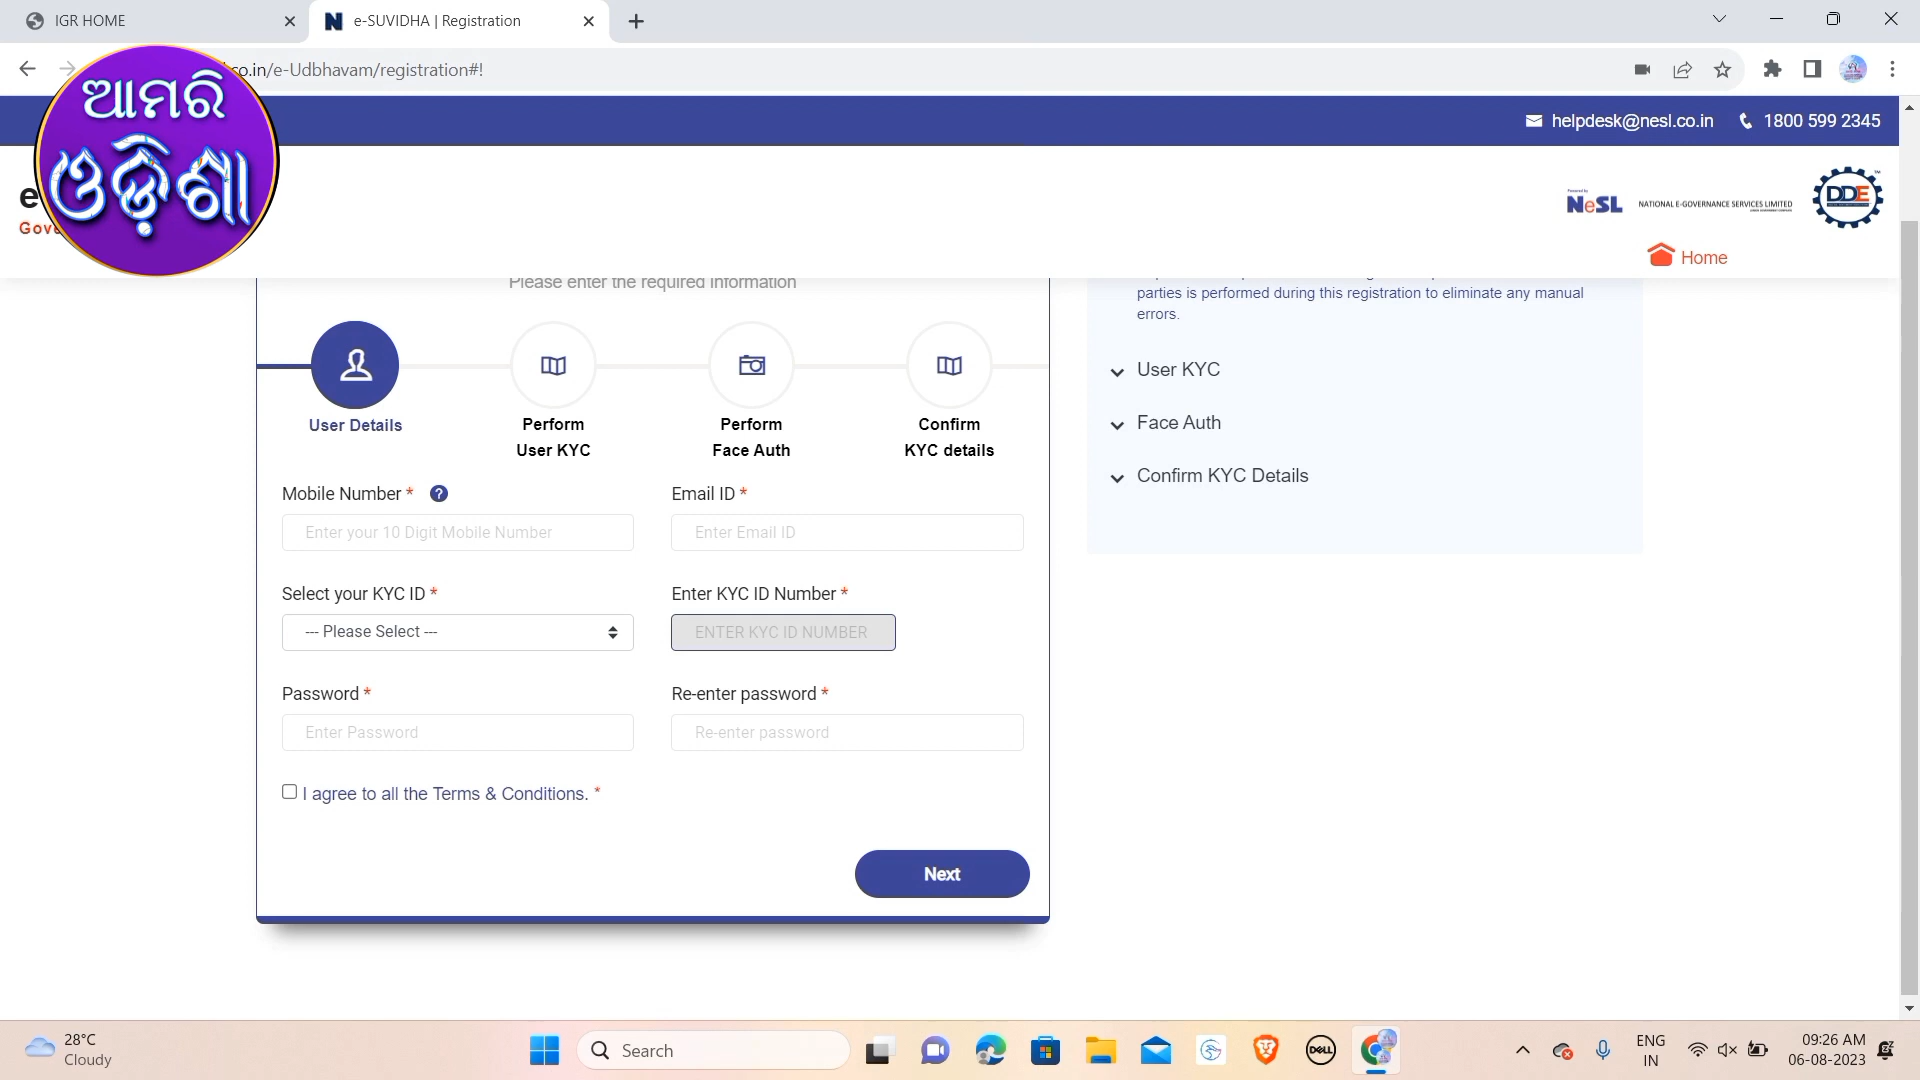 IGR HOME
e-SUVIDHA | Registration
.co.in/e-Udbhavam/registration#!
ଆମରି
ଓଡ଼ିଶା
helpdesk@nesl.co.in
1800 599 2345
Powered by
NeSL
NATIONAL E-GOVERNANCE SERVICES LIMITED
DDE
Home
Please enter the required information
User Details
Perform
User KYC
Perform
Face Auth
Confirm
KYC details
Mobile Number *
?
Email ID *
Enter your 10 Digit Mobile Number
Enter Email ID
Select your KYC ID *
Enter KYC ID Number *
--- Please Select ---
ENTER KYC ID NUMBER
Password *
Re-enter password *
Enter Password
Re-enter password
I agree to all the Terms & Conditions. *
Next
parties is performed during this registration to eliminate any manual
errors.
User KYC
Face Auth
Confirm KYC Details
28°C
Cloudy
Search
DELL
ENG
IN
09:26 AM
06-08-2023